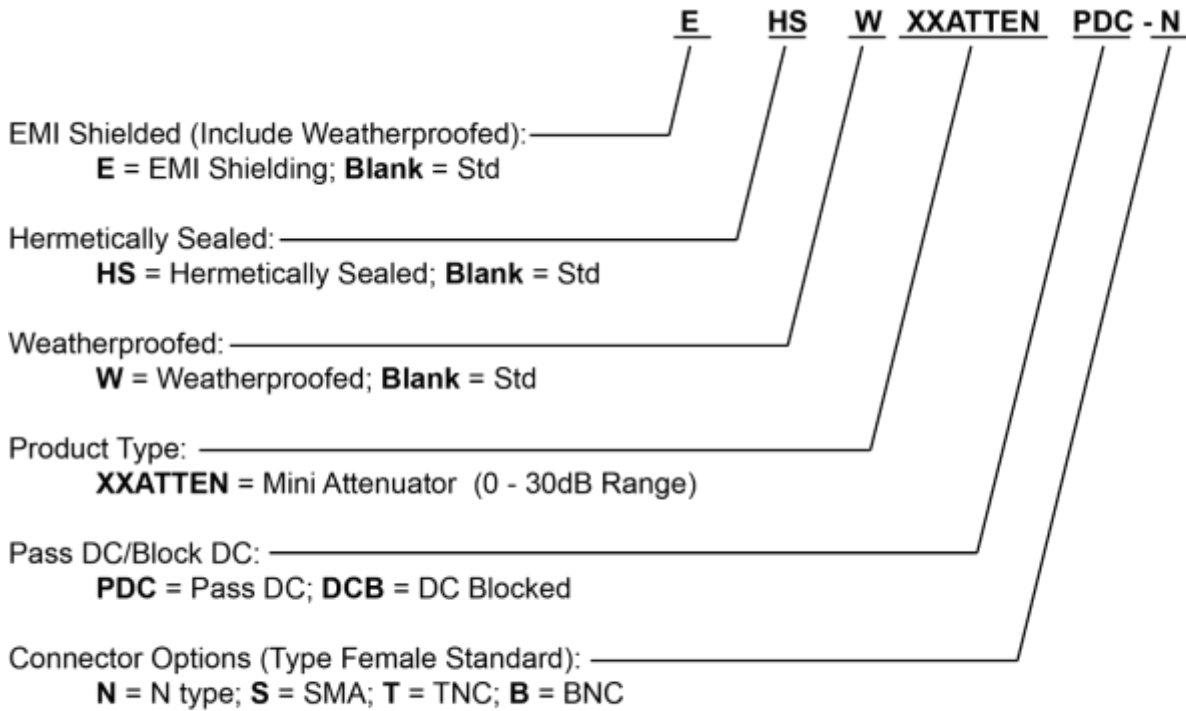 E HS W XXATTEN PDC - N
EMI Shielded (Include Weatherproofed):
E = EMI Shielding; Blank = Std
Hermetically Sealed:
HS = Hermetically Sealed; Blank = Std
Weatherproofed:
W = Weatherproofed; Blank = Std
Product Type:
XXATTEN = Mini Attenuator (0 - 30dB Range)
Pass DC/Block DC:
PDC = Pass DC; DCB = DC Blocked
Connector Options (Type Female Standard):
N = N type; S = SMA; T = TNC; B = BNC